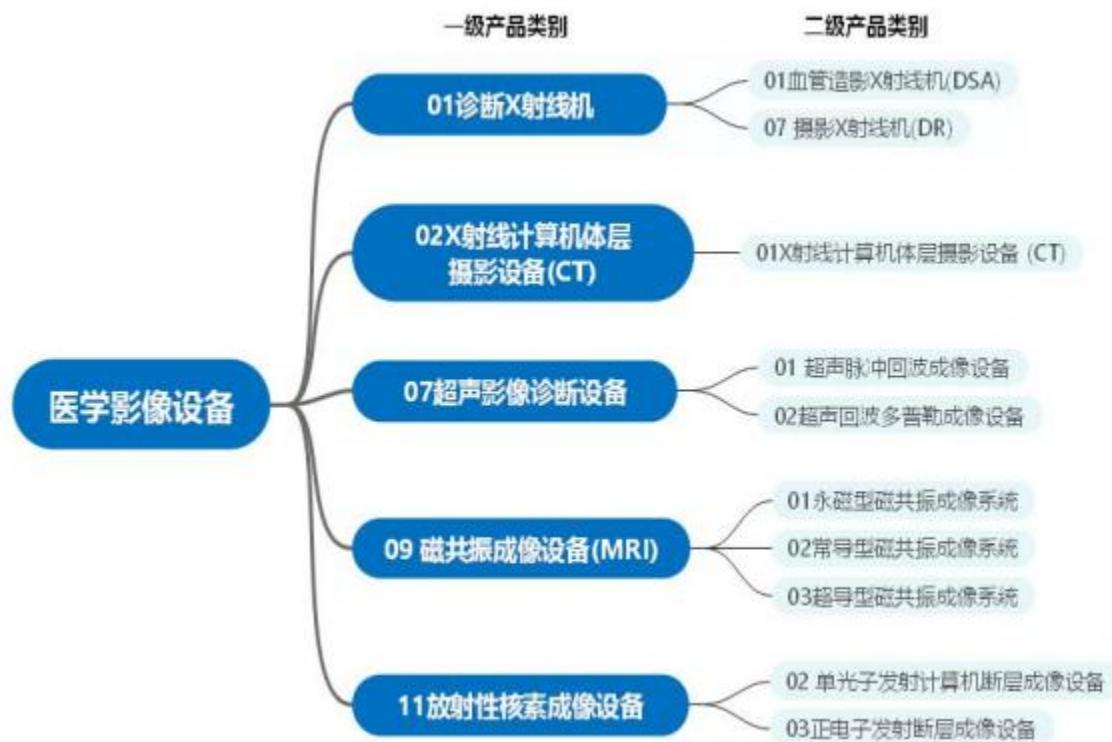 一级产品类别
二级产品类别
医学影像设备
01诊断X射线机
01血管造影X射线机(DSA)
07 摄影X射线机(DR)
02X射线计算机体层
摄影设备(CT)
01X射线计算机体层摄影设备 (CT)
07超声影像诊断设备
01 超声脉冲回波成像设备
02超声回波多普勒成像设备
09 磁共振成像设备(MRI)
01永磁型磁共振成像系统
02常导型磁共振成像系统
03超导型磁共振成像系统
11放射性核素成像设备
02 单光子发射计算机断层成像设备
03正电子发射断层成像设备